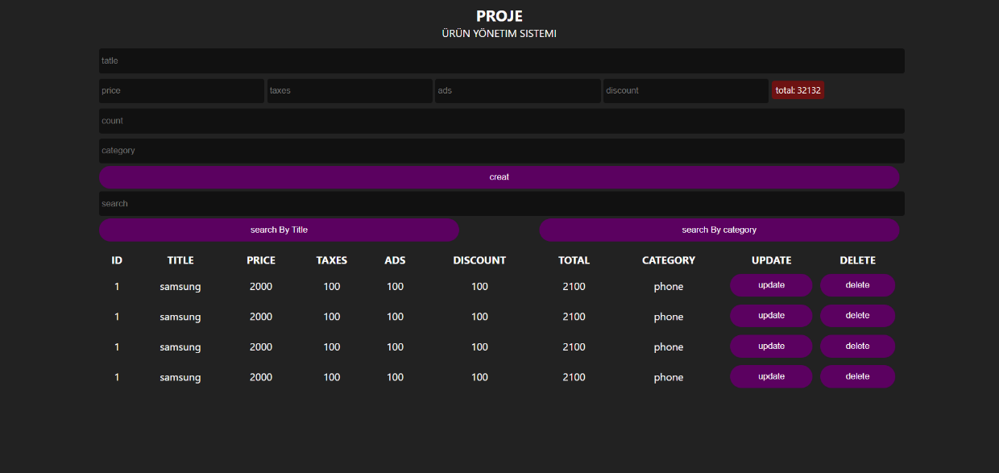 PROJE
ÜRÜN YÖNETIM SISTEMI
tatle
price taxes ads discount total: 32132
count
category
creat
search
search By Title search By category
ID TITLE PRICE TAXES ADS DISCOUNT TOTAL CATEGORY UPDATE DELETE
1 samsung 2000 100 100 100 2100 phone update delete
1 samsung 2000 100 100 100 2100 phone update delete
1 samsung 2000 100 100 100 2100 phone update delete
1 samsung 2000 100 100 100 2100 phone update delete